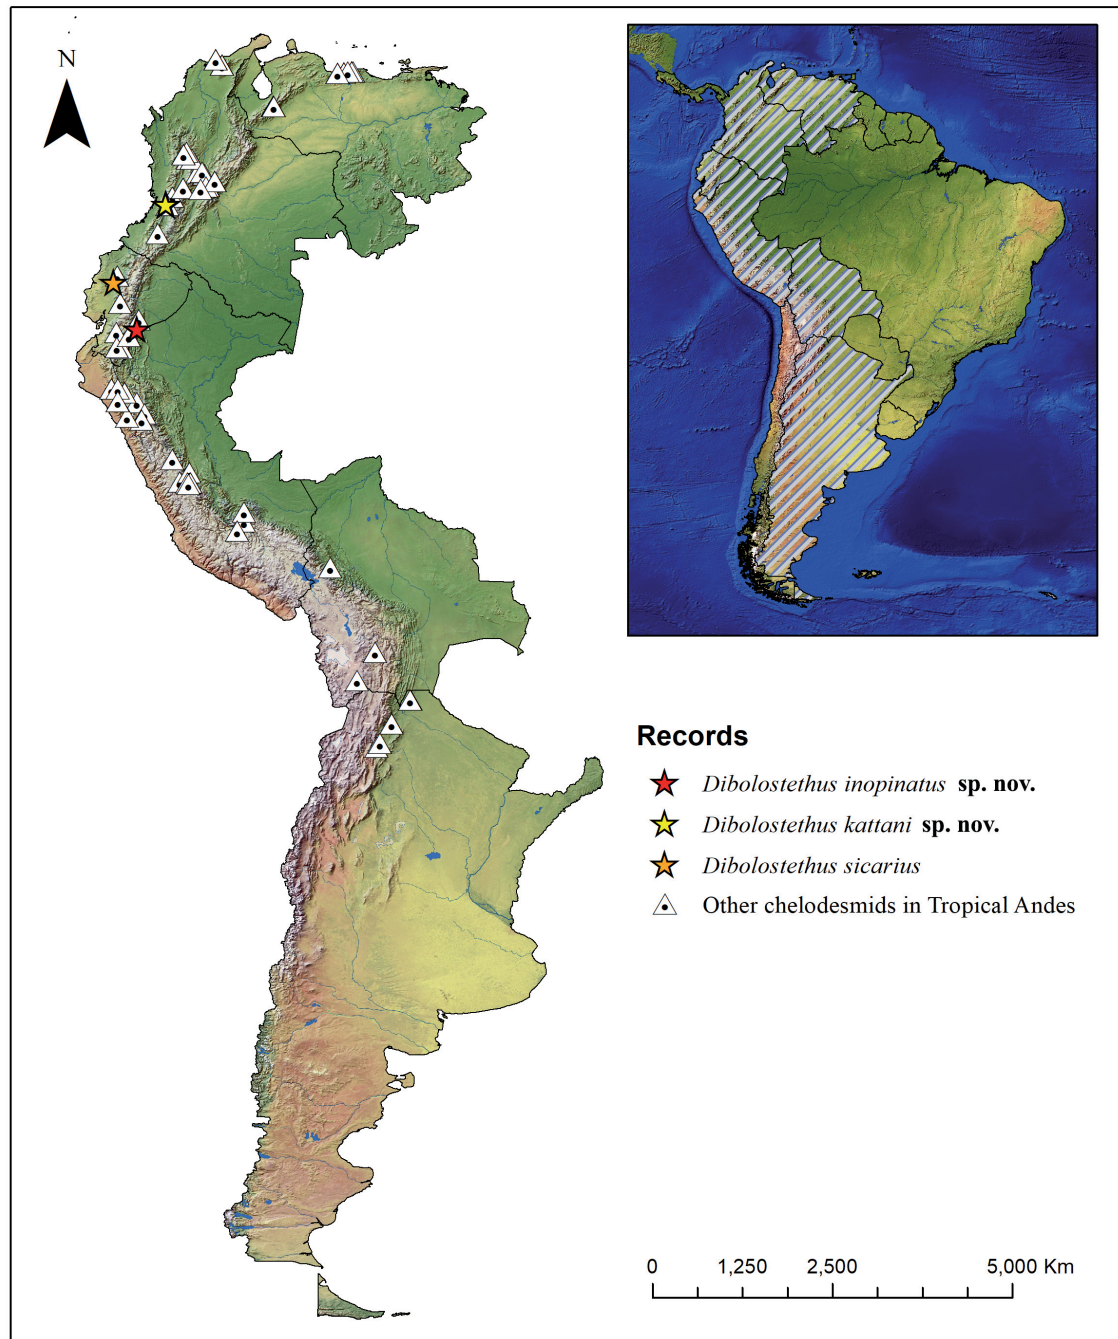 N
Records
Dibolostethus inopinatus sp. nov.
Dibolostethus kattani sp. nov.
Dibolostethus sicarius
Other chelodesmids in Tropical Andes
0 1,250 2,500 5,000 Km